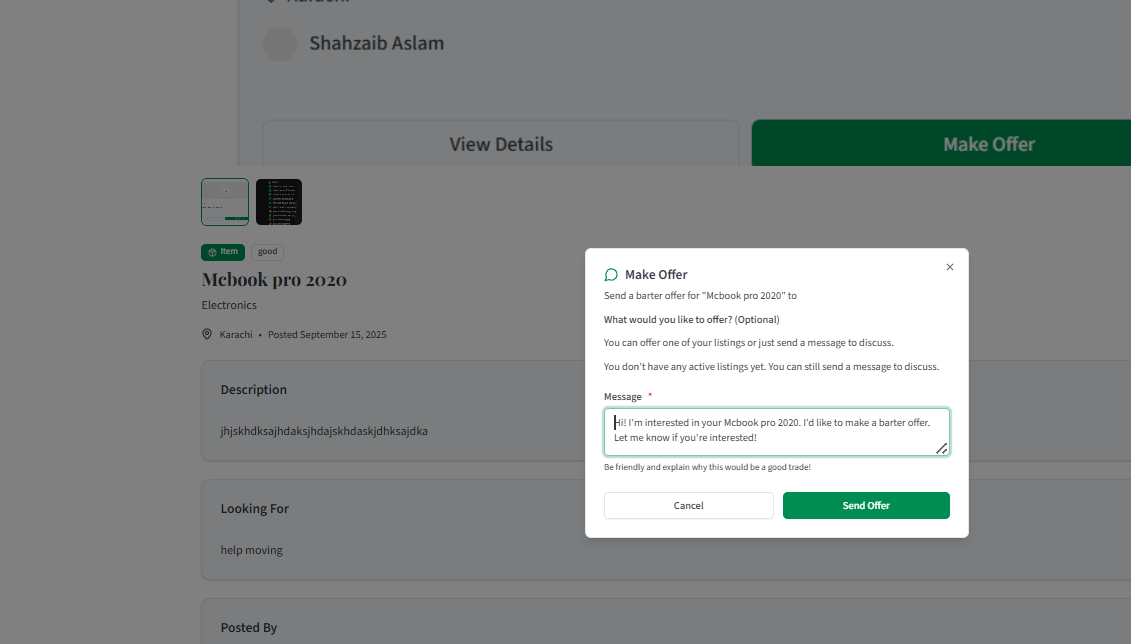 Karachi
Shahzaib Aslam
View Details
Make Offer
Item
good
Mcbook pro 2020
Electronics
Karachi • Posted September 15, 2025
Description
jhjskhdksajhdaksjhdajskhdaskjdhksajdka
Looking For
help moving
Posted By
Make Offer
Send a barter offer for "Mcbook pro 2020" to
What would you like to offer? (Optional)
You can offer one of your listings or just send a message to discuss.
You don't have any active listings yet. You can still send a message to discuss.
Message *
Hi! I'm interested in your Mcbook pro 2020. I'd like to make a barter offer.
Let me know if you're interested!
Be friendly and explain why this would be a good trade!
Cancel
Send Offer